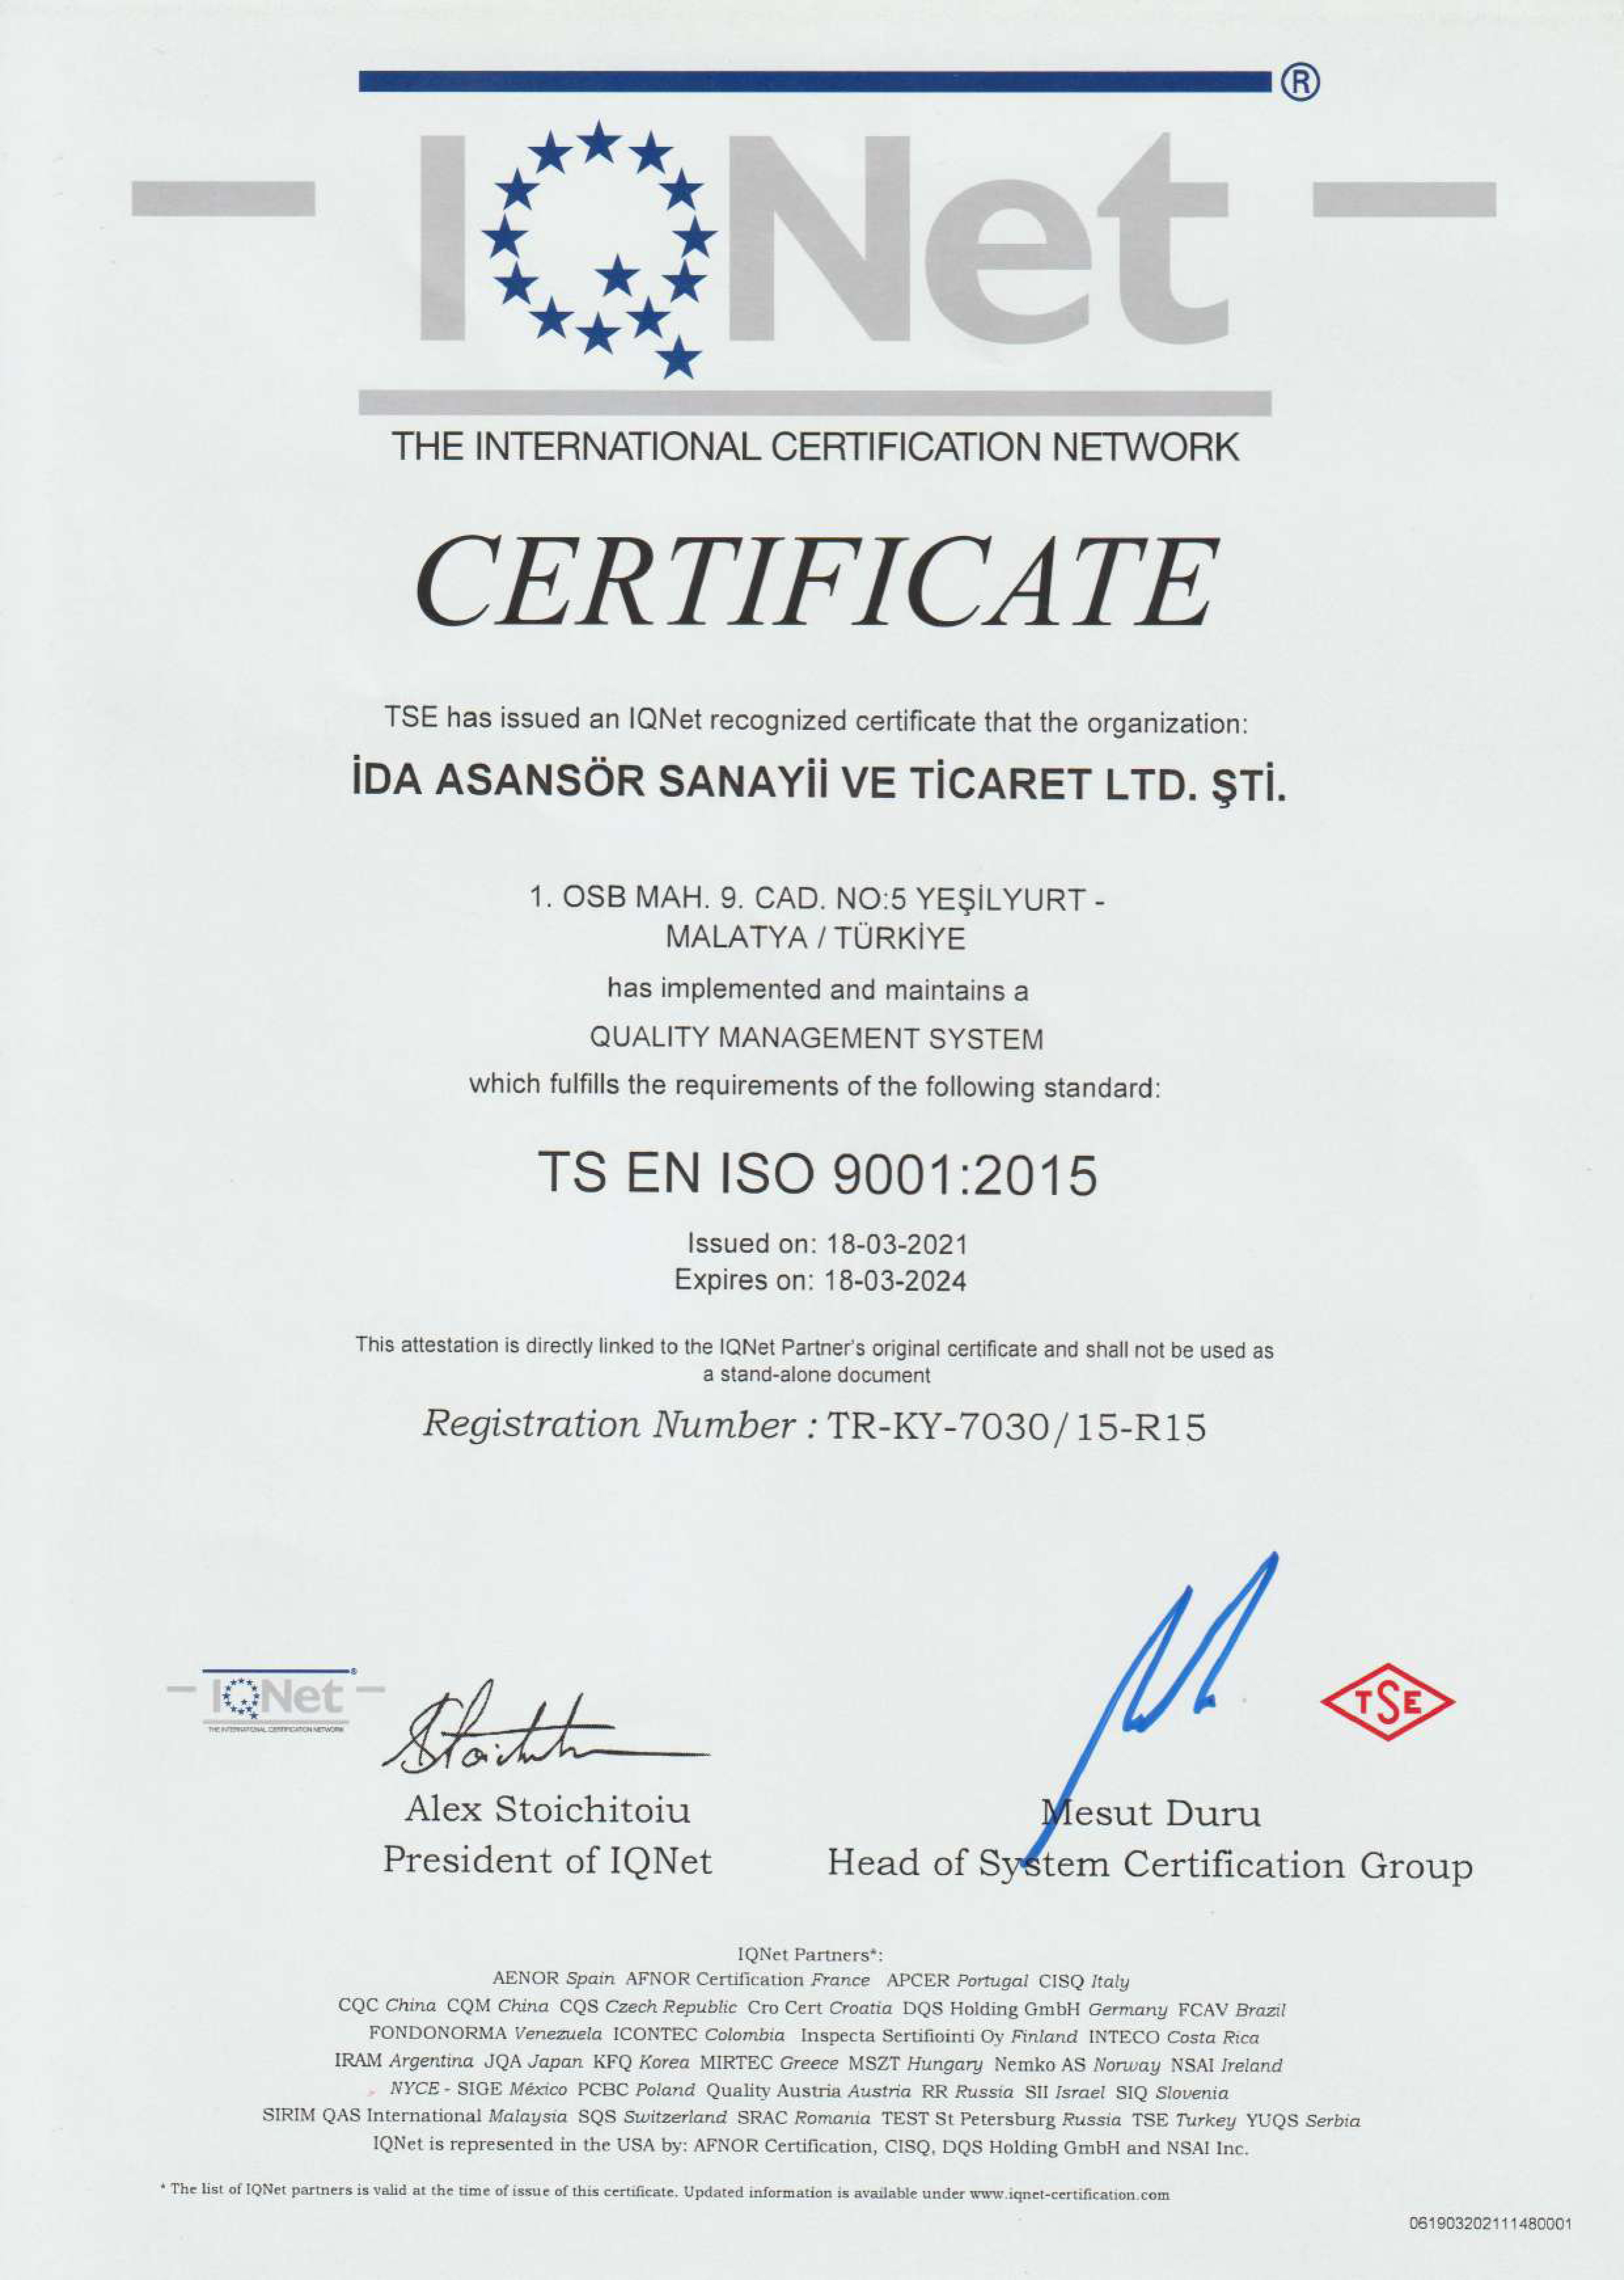 IQNet ®
THE INTERNATIONAL CERTIFICATION NETWORK
CERTIFICATE
TSE has issued an IQNet recognized certificate that the organization:
İDA ASANSÖR SANAYİİ VE TİCARET LTD. ŞTİ.
1. OSB MAH. 9. CAD. NO:5 YEŞİLYURT -
MALATYA / TÜRKİYE
has implemented and maintains a
QUALITY MANAGEMENT SYSTEM
which fulfills the requirements of the following standard:
TS EN ISO 9001:2015
Issued on: 18-03-2021
Expires on: 18-03-2024
This attestation is directly linked to the IQNet Partner's original certificate and shall not be used as
a stand-alone document
Registration Number : TR-KY-7030/15-R15
IQNet ®
THE INTERNATIONAL CERTIFICATION NETWORK
TSE
Alex Stoichitoiu
President of IQNet
Mesut Duru
Head of System Certification Group
IQNet Partners*:
AENOR Spain AFNOR Certification France APCER Portugal CISQ Italy
CQC China CQM China CQS Czech Republic Cro Cert Croatia DQS Holding GmbH Germany FCAV Brazil
FONDONORMA Venezuela ICONTEC Colombia Inspecta Sertifiointi Oy Finland INTECO Costa Rica
IRAM Argentina JQA Japan KFQ Korea MIRTEC Greece MSZT Hungary Nemko AS Norway NSAI Ireland
NYCE - SIGE México PCBC Poland Quality Austria Austria RR Russia SII Israel SIQ Slovenia
SIRIM QAS International Malaysia SQS Switzerland SRAC Romania TEST St Petersburg Russia TSE Turkey YUQS Serbia
IQNet is represented in the USA by: AFNOR Certification, CISQ, DQS Holding GmbH and NSAI Inc.
* The list of IQNet partners is valid at the time of issue of this certificate. Updated information is available under www.iqnet-certification.com
061903202111480001